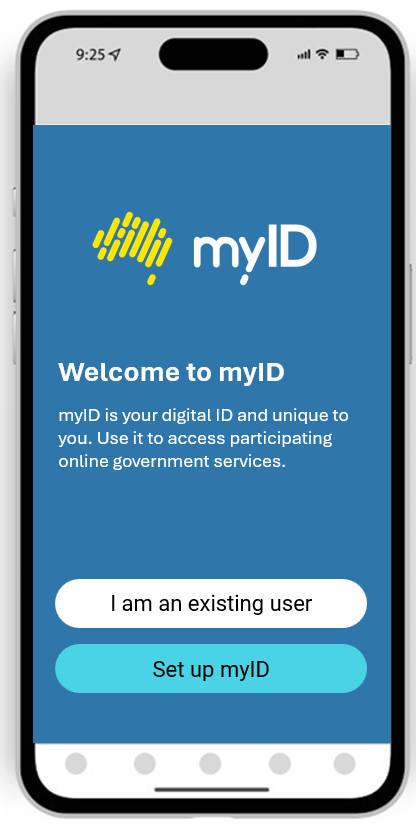 9:25
myID
Welcome to myID
myID is your digital ID and unique to
you. Use it to access participating
online government services.
I am an existing user
Set up myID